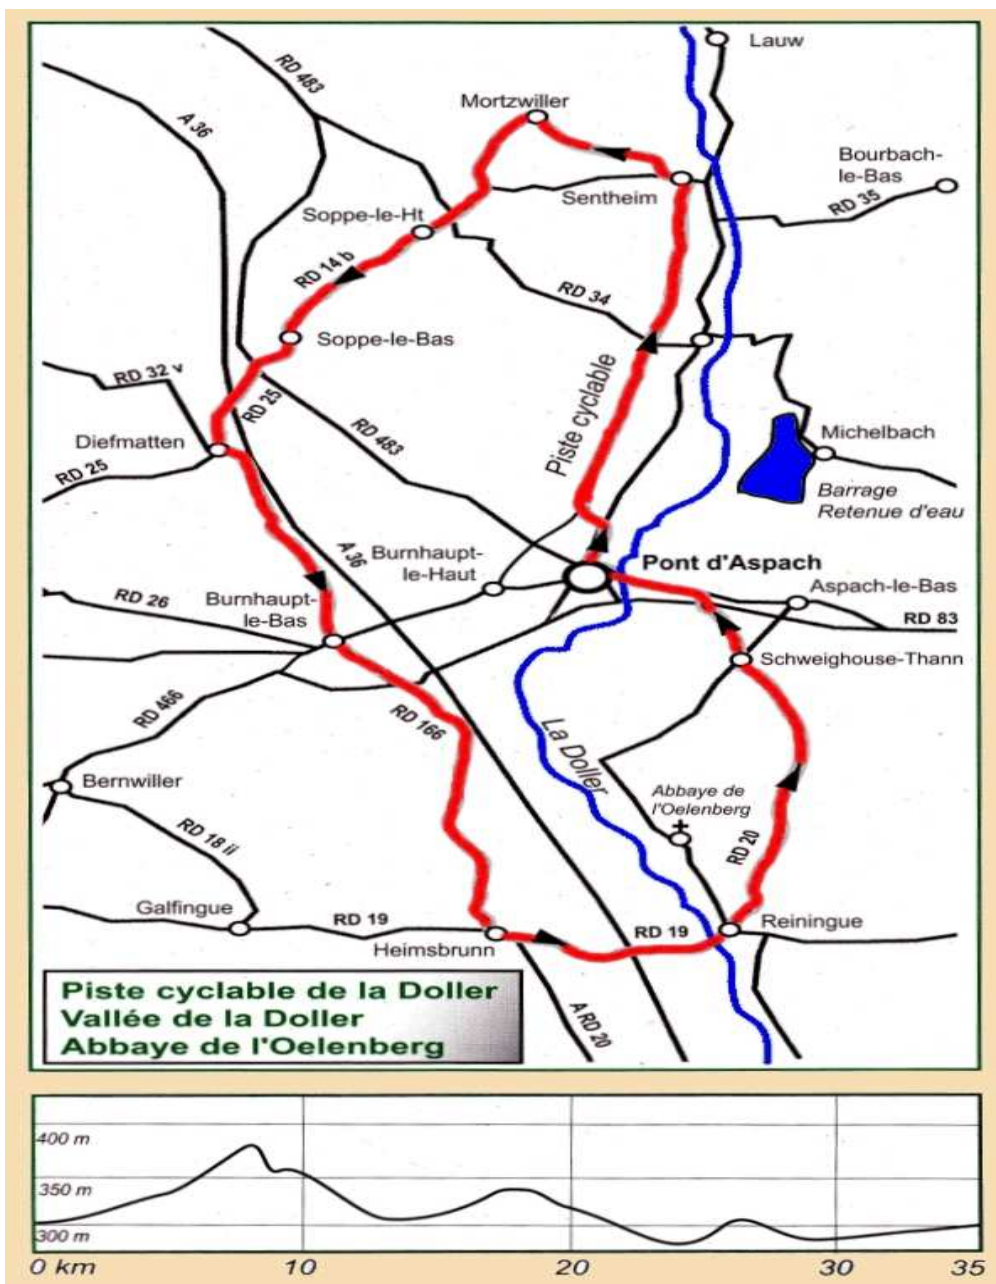 Lauw
RD 483
Mortzwiller
A 36
Bourbach-
le-Bas
Sentheim
RD 35
Soppe-le-Ht
RD 14 b
RD 34
Soppe-le-Bas
RD 32 v
RD 25
Piste cyclable
RD 483
Diefmatten
Michelbach
RD 25
Barrage
Retenue d'eau
A 36
Burnhaupt-
le-Haut
Pont d'Aspach
Aspach-le-Bas
RD 26
Burnhaupt-
le-Bas
RD 83
Schweighouse-Thann
RD 466
RD 166
La Doller
Bernwiller
Abbaye de
l'Oelenberg
RD 18 il
RD 20
Galfingue
RD 19
Heimsbrunn
RD 19
Reiningue
A RD 20
Piste cyclable de la Doller
Vallée de la Doller
Abbaye de l'Oelenberg
400 m
350 m
300 m
0 km 10 20 30 35